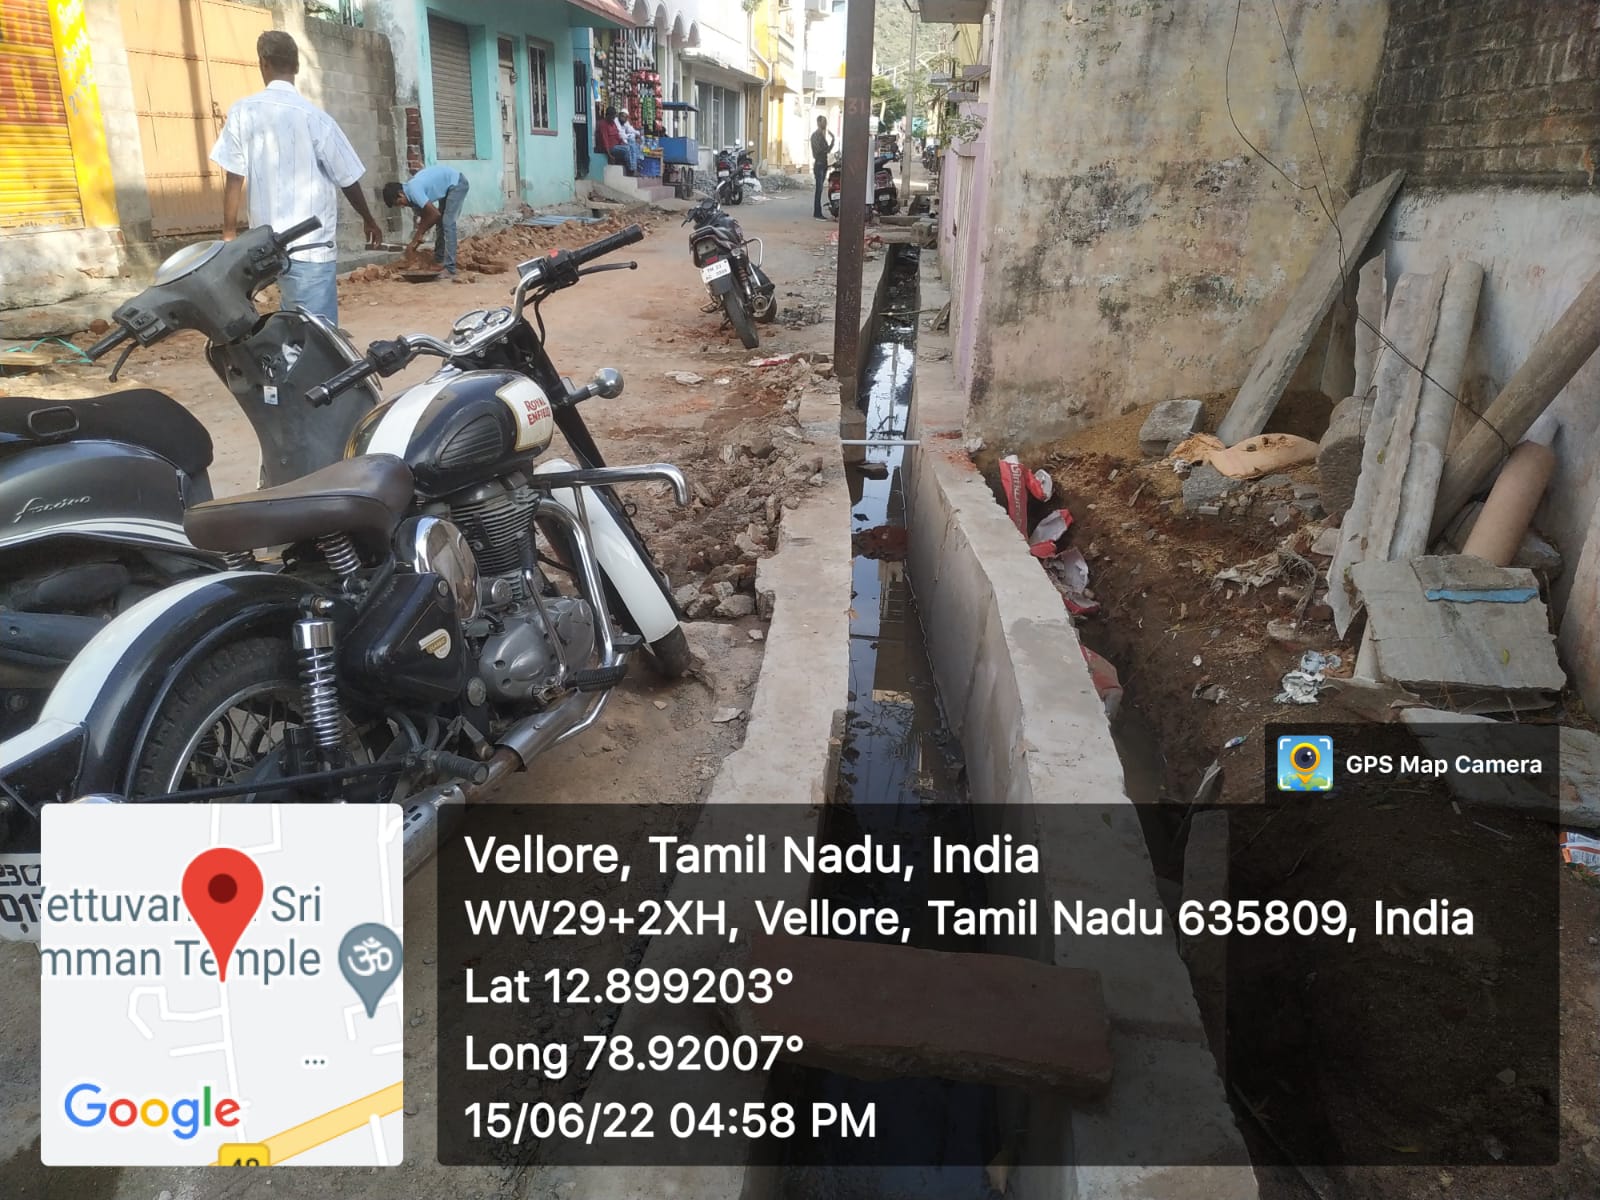 ROYAL
ENFIELD
GPS Map Camera
Vellore, Tamil Nadu, India
WW29+2XH, Vellore, Tamil Nadu 635809, India
Lat 12.899203°
Long 78.92007°
15/06/22 04:58 PM
Sri
Temple
Google